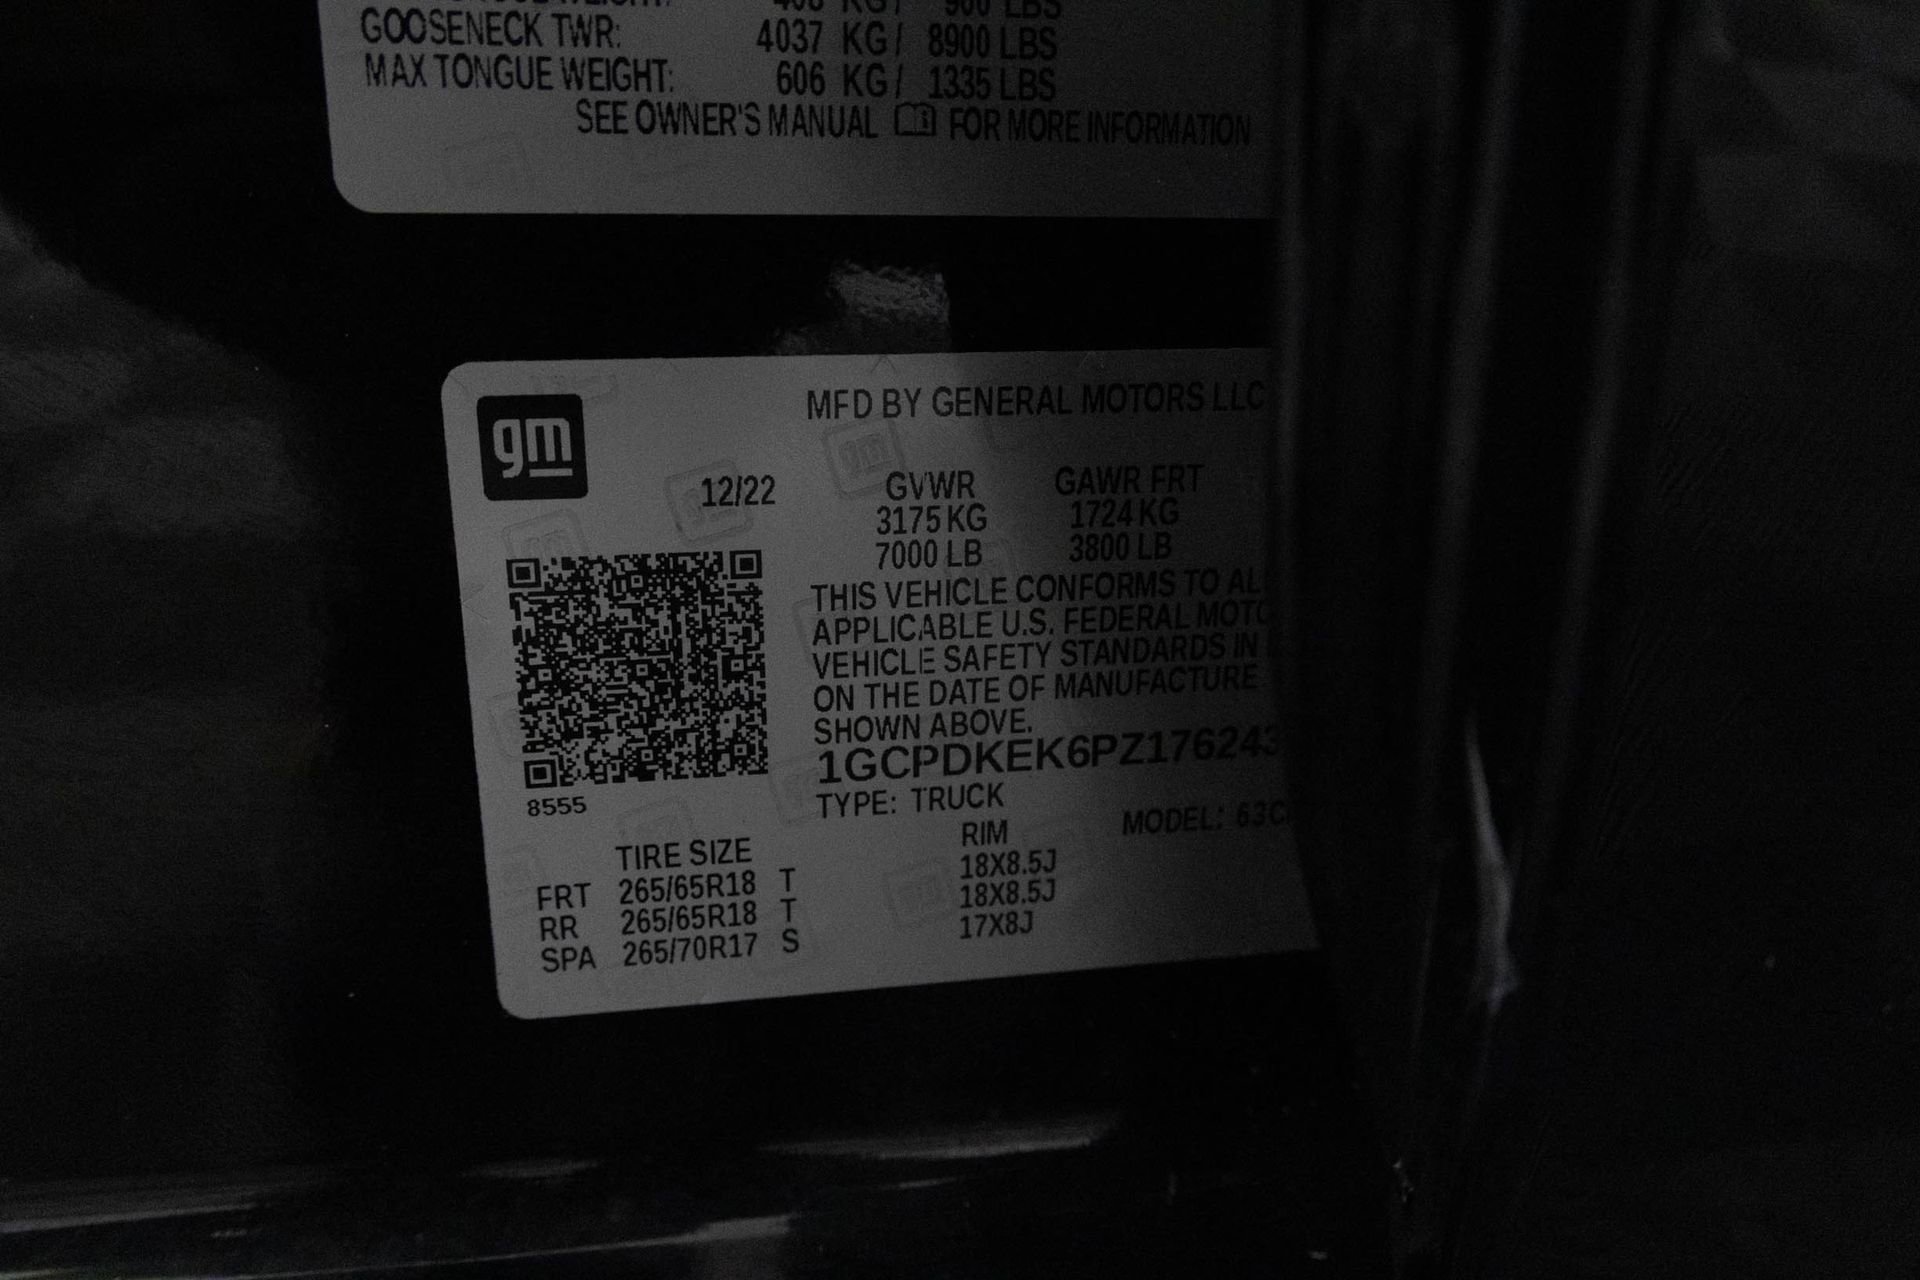 GOOSENECK TWR: 4037 KG/ 8900 LBS
MAX TONGUE WEIGHT: 606 KG/ 1335 LBS
SEE OWNER'S MANUAL FOR MORE INFORMATION
gm
MFD BY GENERAL MOTORS LLC
12/22
GVWR GAWR FRT
3175 KG 1724 KG
7000 LB 3800 LB
THIS VEHICLE CONFORMS TO AL
APPLICABLE U.S. FEDERAL MOTO
VEHICLE SAFETY STANDARDS IN
ON THE DATE OF MANUFACTURE
SHOWN ABOVE.
1GCPDKEK6PZ176243
8555
TYPE: TRUCK
MODEL: 63C
TIRE SIZE RIM
FRT 265/65R18 T 18X8.5J
RR 265/65R18 T 18X8.5J
SPA 265/70R17 S 17X8J